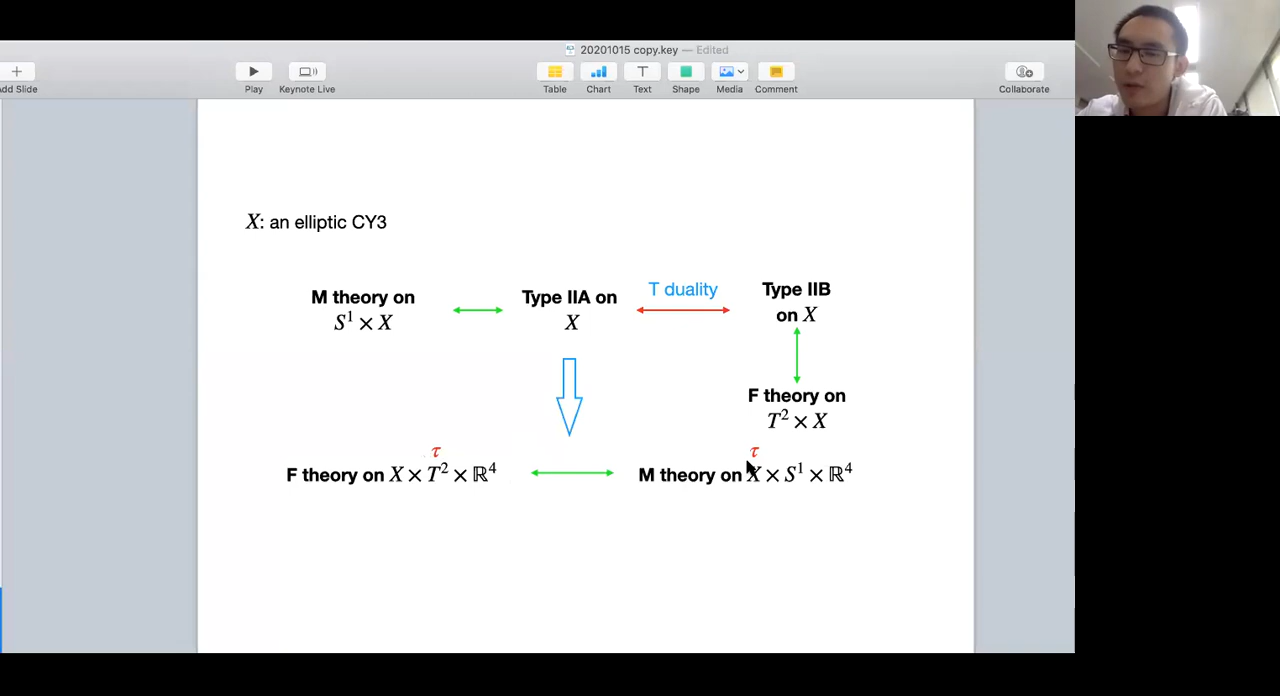 20201015 copy.key — Edited
Add Slide
Play
Keynote Live
Table
Chart
Text
Shape
Media
Comment
Collaborate
X: an elliptic CY3
M theory on
S¹ × X
Type IIA on
X
T duality
Type IIB
on X
F theory on
T² × X
τ
F theory on X × T² × ℝ⁴
τ
M theory on X × S¹ × ℝ⁴